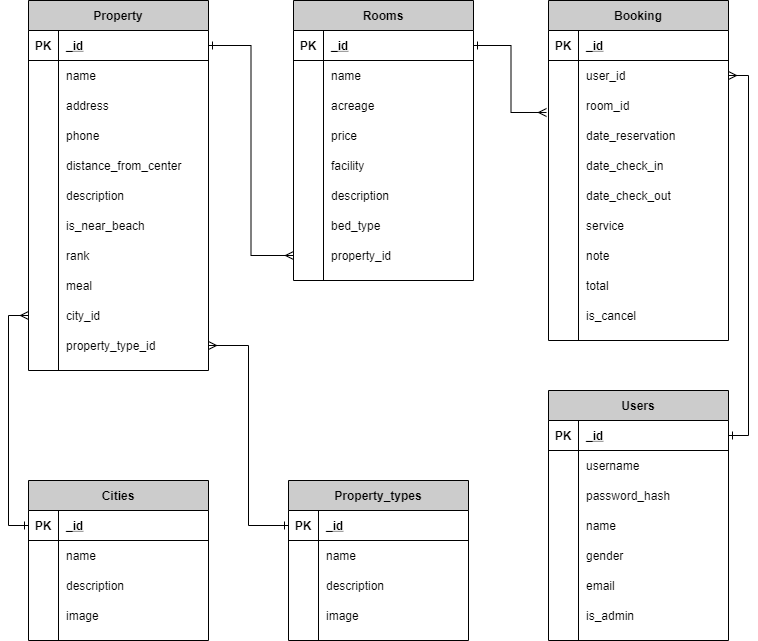 Property
PK _id
name
address
phone
distance_from_center
description
is_near_beach
rank
meal
city_id
property_type_id
Rooms
PK _id
name
acreage
price
facility
description
bed_type
property_id
Booking
PK _id
user_id
room_id
date_reservation
date_check_in
date_check_out
service
note
total
is_cancel
Cities
PK _id
name
description
image
Property_types
PK _id
name
description
image
Users
PK _id
username
password_hash
name
gender
email
is_admin